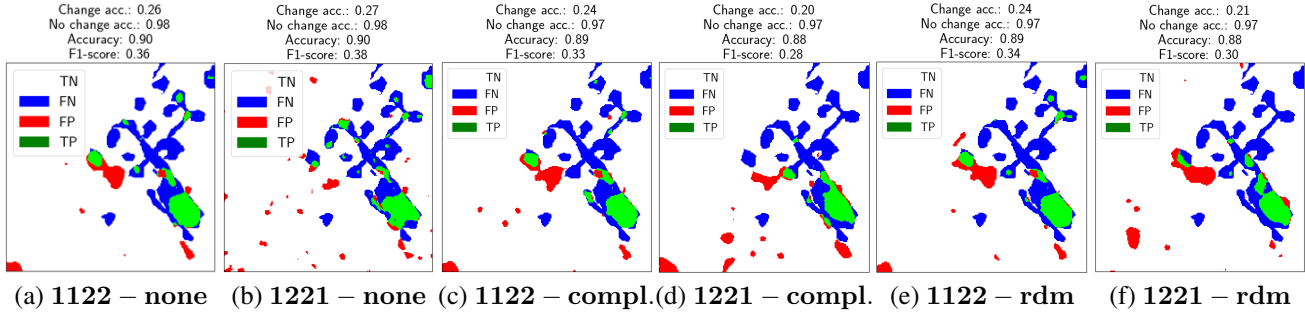 Change acc.: 0.26
No change acc.: 0.98
Accuracy: 0.90
F1-score: 0.36
TN
FN
FP
TP
(a) 1122 – none
Change acc.: 0.27
No change acc.: 0.98
Accuracy: 0.90
F1-score: 0.38
TN
FN
FP
TP
(b) 1221 – none
Change acc.: 0.24
No change acc.: 0.97
Accuracy: 0.89
F1-score: 0.33
TN
FN
FP
TP
(c) 1122 – compl.
Change acc.: 0.20
No change acc.: 0.97
Accuracy: 0.88
F1-score: 0.28
TN
FN
FP
TP
(d) 1221 – compl.
Change acc.: 0.24
No change acc.: 0.97
Accuracy: 0.89
F1-score: 0.34
TN
FN
FP
TP
(e) 1122 – rdm
Change acc.: 0.21
No change acc.: 0.97
Accuracy: 0.88
F1-score: 0.30
TN
FN
FP
TP
(f) 1221 – rdm